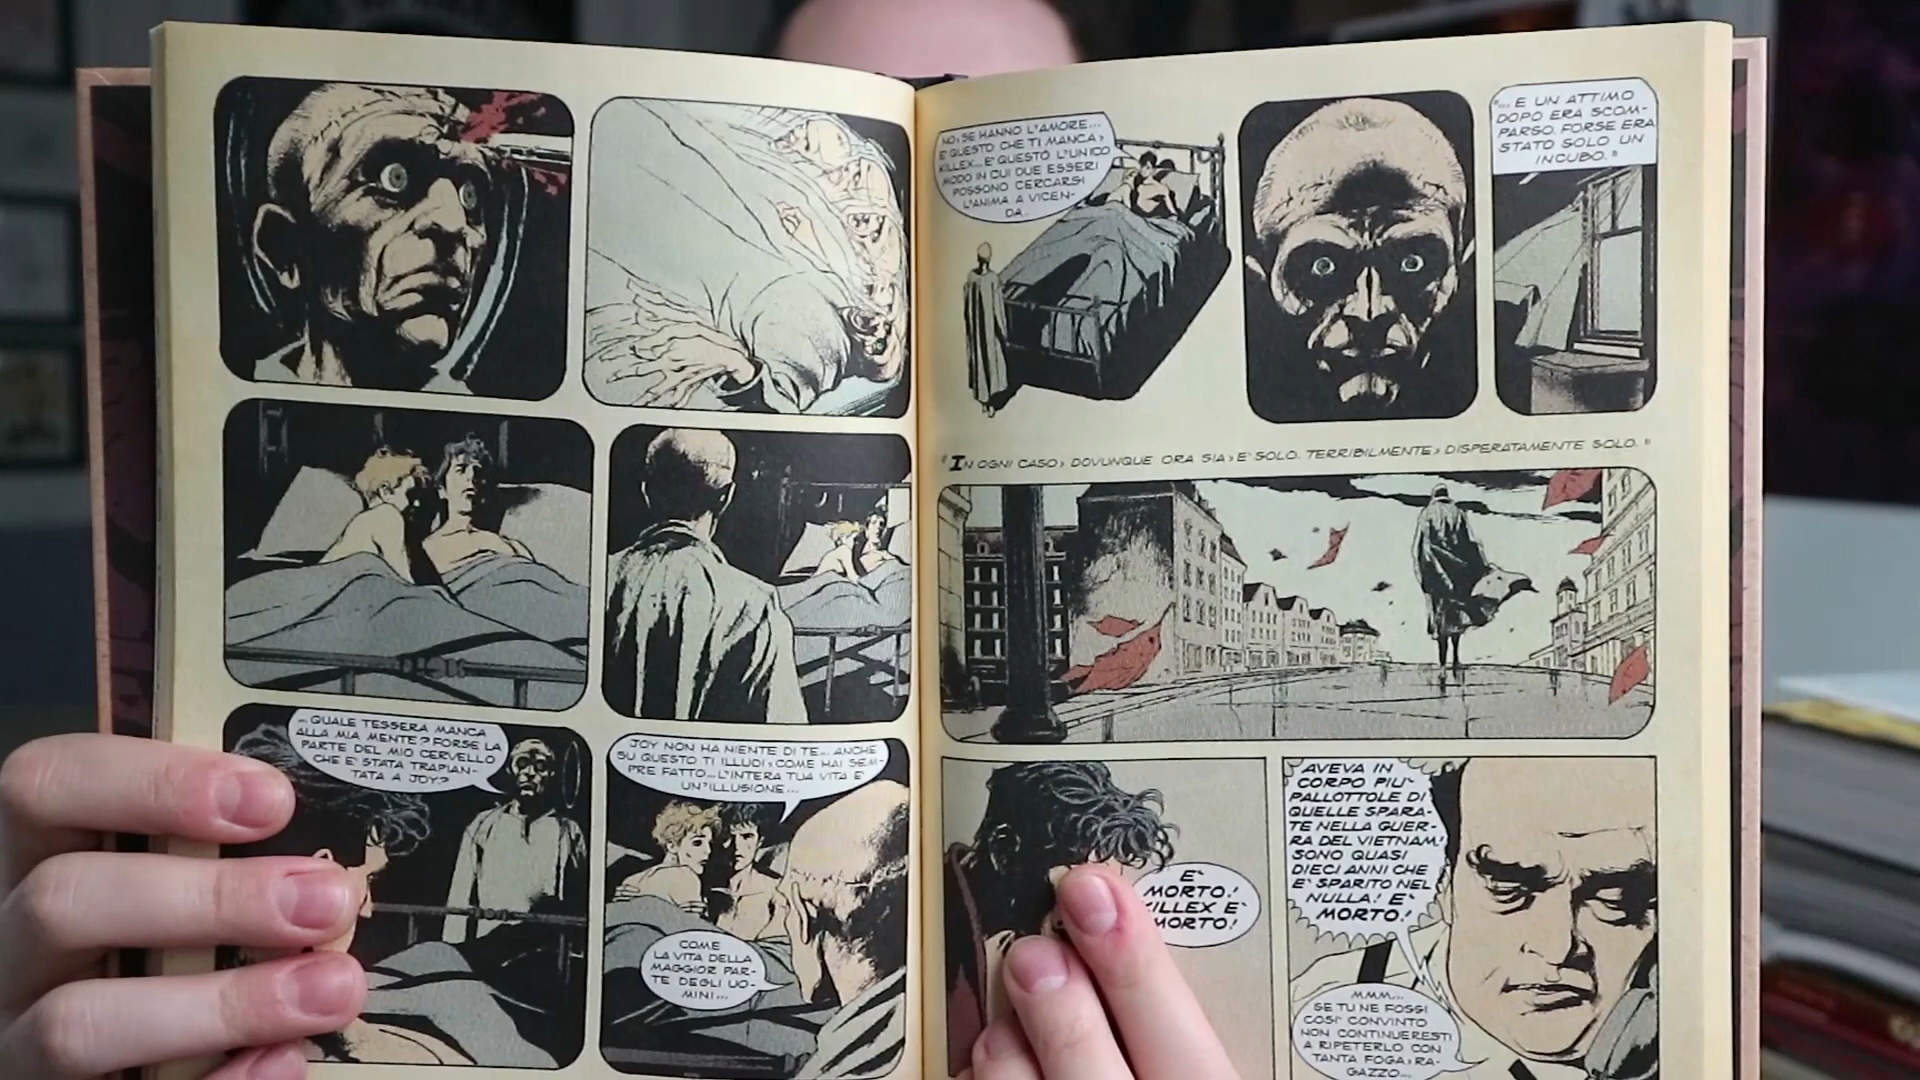 ...QUALE TESSERA MANCA
ALLA MIA MENTE? FORSE LA
PARTE DEL MIO CERVELLO
CHE E' STATA TRAPIAN-
TATA A JOY?
JOY NON HA NIENTE DI TE... ANCHE
SU QUESTO TI ILLUDI, COME HAI SEM-
PRE FATTO... L'INTERA TUA VITA E'
UN'ILLUSIONE...
COME
LA VITA DELLA
MAGGIOR PAR-
TE DEGLI UO-
MINI...
NO, SE HANNO L'AMORE...
E' QUESTO CHE TI MANCA,
KILLEX... E' QUESTO L'UNICO
MODO IN CUI DUE ESSERI
POSSONO CERCARSI
L'ANIMA A VICEN-
DA...
"... E UN ATTIMO
DOPO ERA SCOM-
PARSO. FORSE ERA
STATO SOLO UN
INCUBO."
"IN OGNI CASO, DOVUNQUE ORA SIA, E' SOLO. TERRIBILMENTE, DISPERATAMENTE SOLO."
E'
MORTO!
KILLEX E'
MORTO!
AVEVA IN
CORPO PIU'
PALLOTTOLE DI
QUELLE SPARA-
TE NELLA GUER-
RA DEL VIETNAM!
SONO QUASI
DIECI ANNI CHE
E' SPARITO NEL
NULLA! E'
MORTO!
MMM...
SE TU NE FOSSI
COSI' CONVINTO
NON CONTINUERESTI
A RIPETERLO CON
TANTA FOGA, RA-
GAZZO...